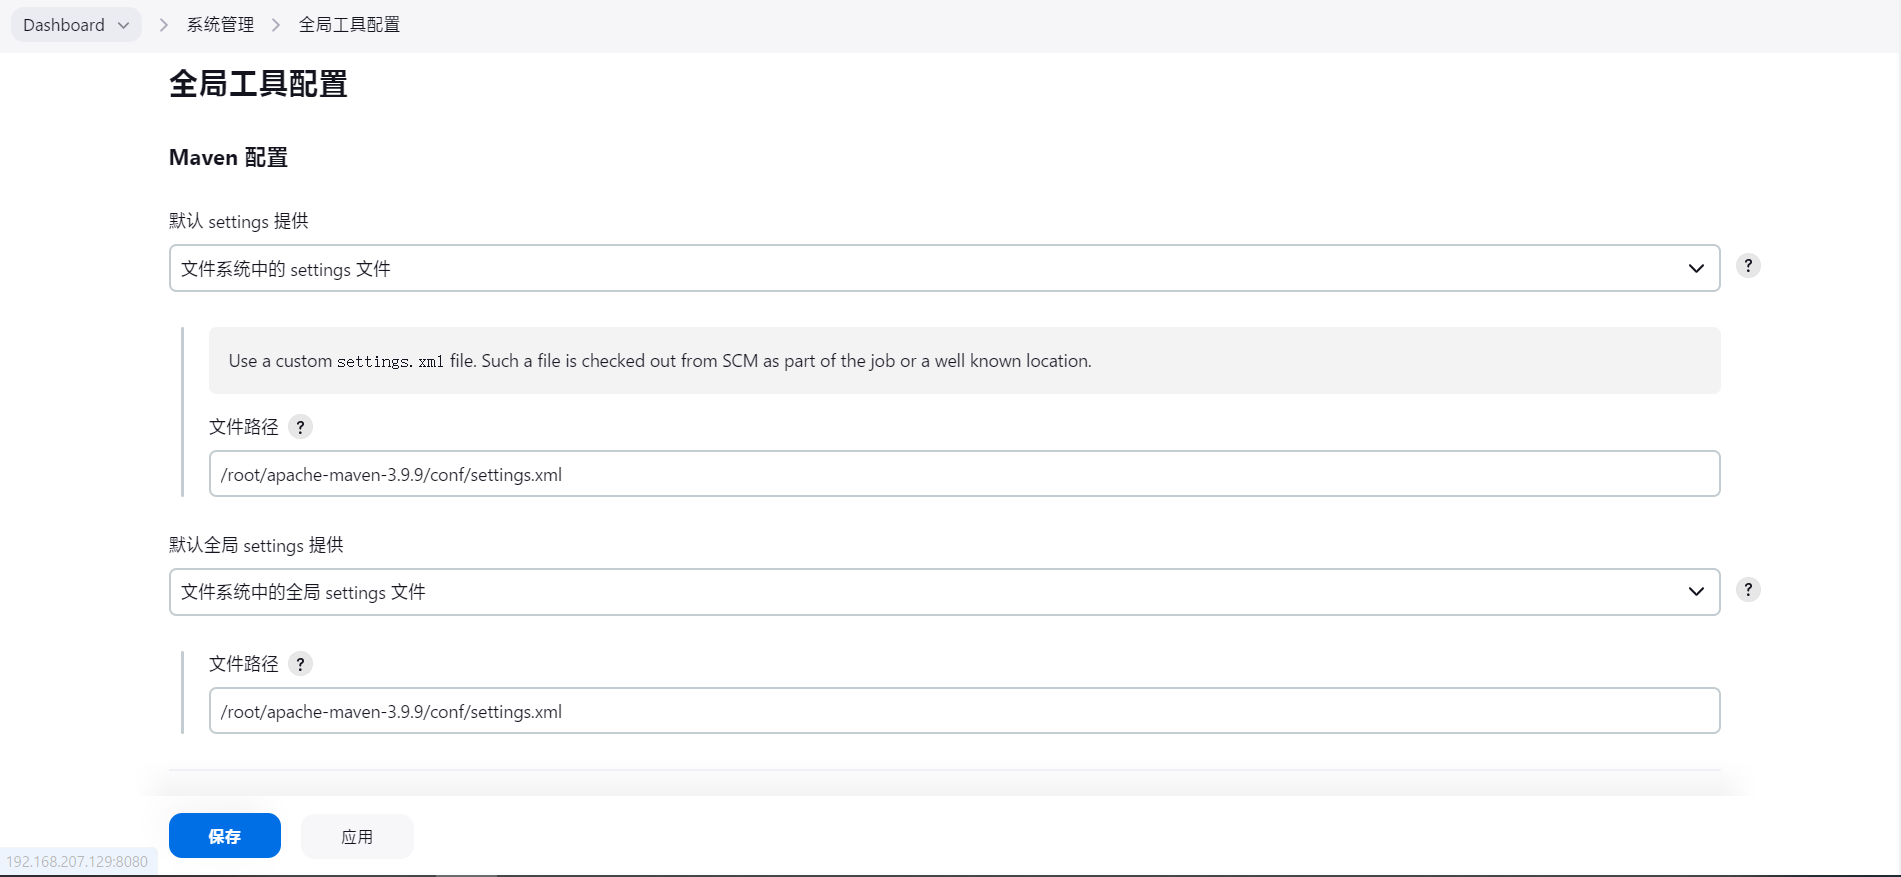 Dashboard > 系统管理 > 全局工具配置
全局工具配置
Maven 配置
默认 settings 提供
文件系统中的 settings 文件
?
Use a custom settings.xml file. Such a file is checked out from SCM as part of the job or a well known location.
文件路径 ?
/root/apache-maven-3.9.9/conf/settings.xml
默认全局 settings 提供
文件系统中的全局 settings 文件
?
文件路径 ?
/root/apache-maven-3.9.9/conf/settings.xml
保存 应用
192.168.207.129:8080